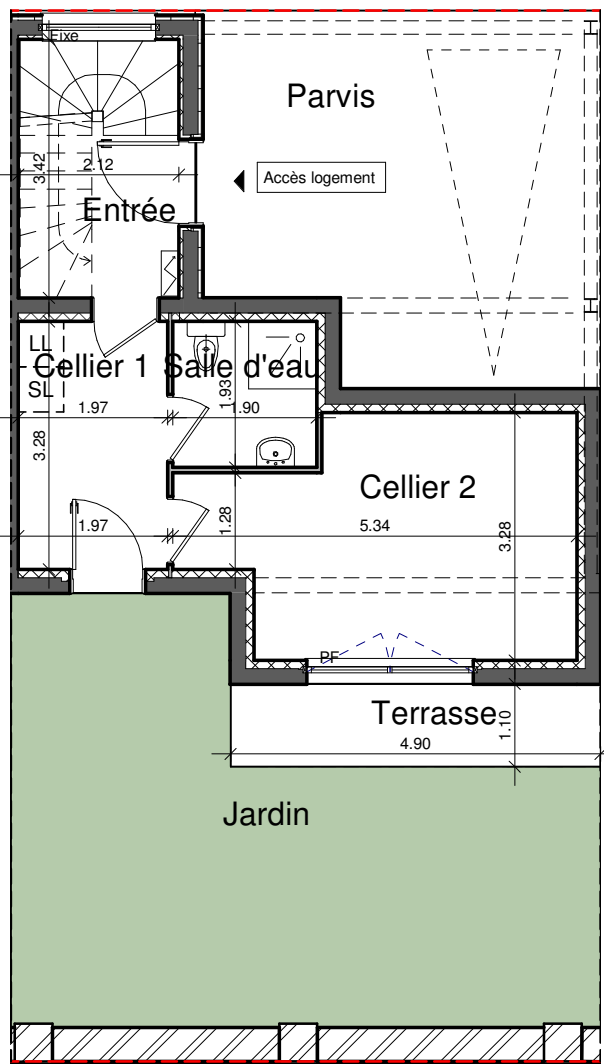 Fixe
Parvis
3.42
2.12
Accès logement
Entrée
LL
Cellier 1 Salle d'eau
SL
1.93
1.97
1.90
3.28
Cellier 2
1.28
1.97
5.34
3.28
PF
Terrasse
1.10
4.90
Jardin